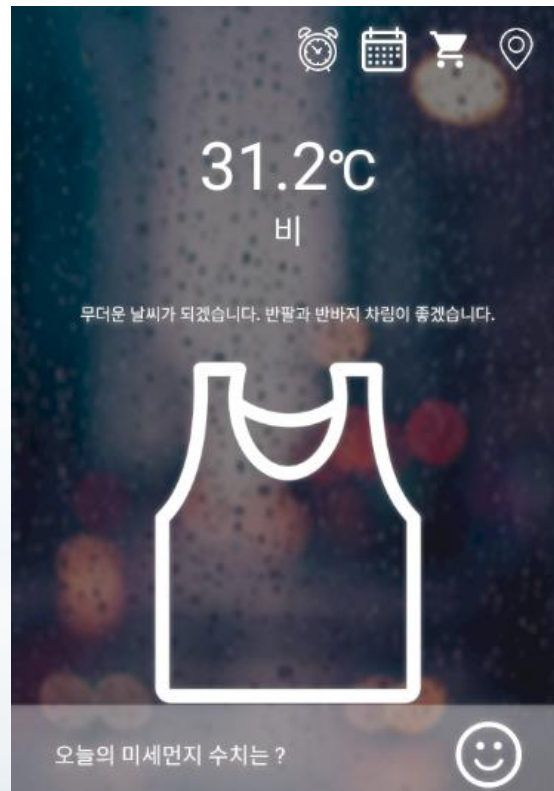 31.2℃
비
무더운 날씨가 되겠습니다. 반팔과 반바지 차림이 좋겠습니다.
오늘의 미세먼지 수치는 ?